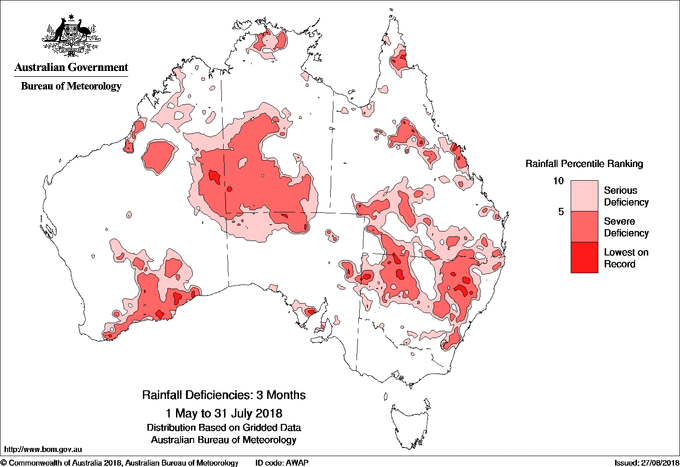 Australian Government
Bureau of Meteorology
Rainfall Percentile Ranking
10
Serious
Deficiency
5
Severe
Deficiency
Lowest on
Record
Rainfall Deficiencies: 3 Months
1 May to 31 July 2018
Distribution Based on Gridded Data
Australian Bureau of Meteorology
http://www.bom.gov.au
© Commonwealth of Australia 2018, Australian Bureau of Meteorology ID code: AWAP Issued: 27/08/2018